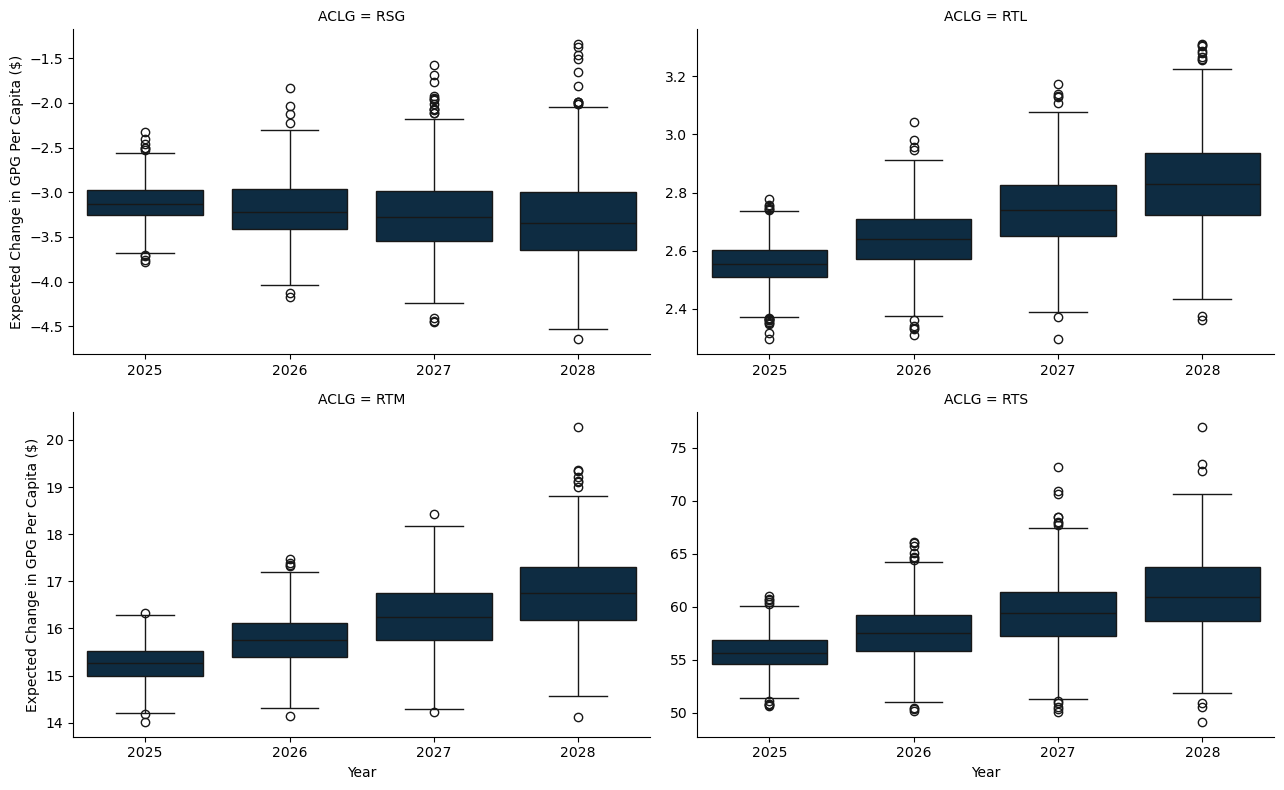 ACLG = RSG
ACLG = RTL
Expected Change in GPG Per Capita ($)
−1.5
−2.0
−2.5
−3.0
−3.5
−4.0
−4.5
3.2
3.0
2.8
2.6
2.4
2025 2026 2027 2028
2025 2026 2027 2028
ACLG = RTM
ACLG = RTS
Expected Change in GPG Per Capita ($)
20
19
18
17
16
15
14
75
70
65
60
55
50
2025 2026 2027 2028
2025 2026 2027 2028
Year
Year